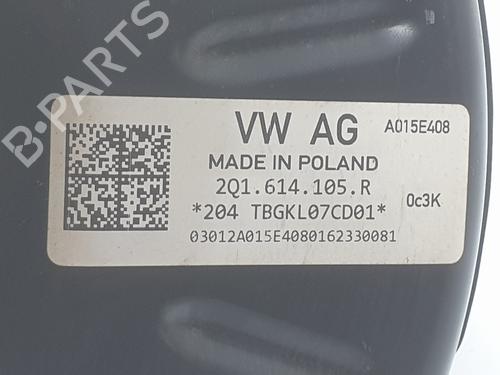 B-PARTS
VW AG
A015E408
MADE IN POLAND
2Q1.614.105.R
*204 TBGKL07CD01*
0c3K
03012A015E4080162330081